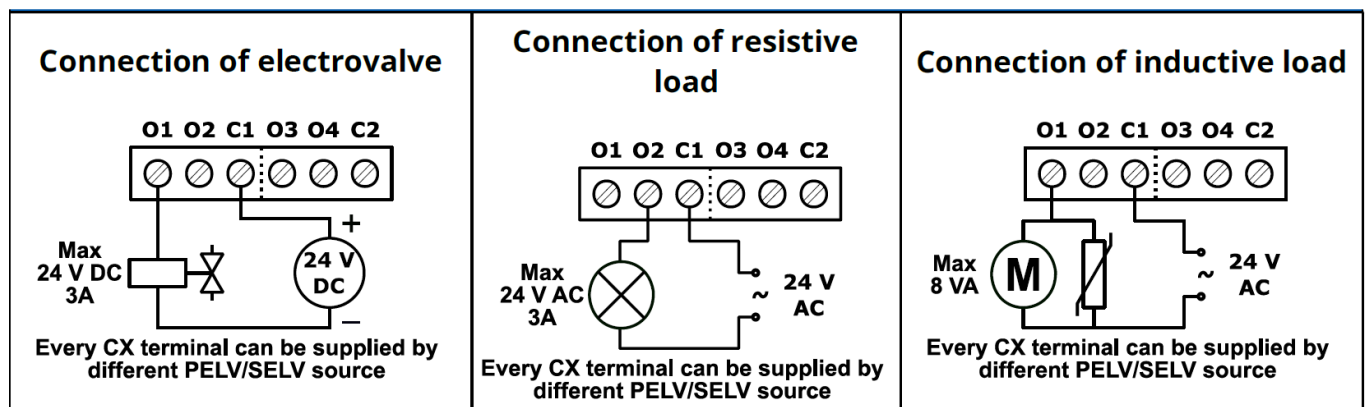 Connection of electrovalve
O1 O2 C1 O3 O4 C2
Max
24 V DC
3A
+
24 V
DC
–
Every CX terminal can be supplied by
different PELV/SELV source
Connection of resistive
load
O1 O2 C1 O3 O4 C2
Max
24 V AC
3A
~
24 V
AC
Every CX terminal can be supplied by
different PELV/SELV source
Connection of inductive load
O1 O2 C1 O3 O4 C2
Max
8 VA
M
~
24 V
AC
Every CX terminal can be supplied by
different PELV/SELV source